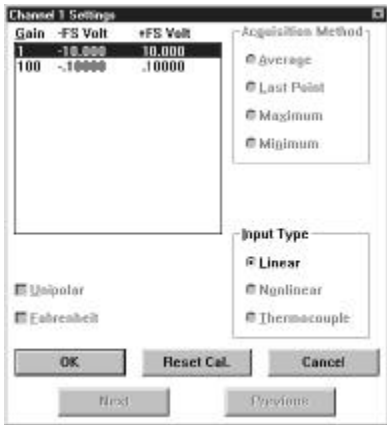 Channel 1 Settings
Gain -FS Volt +FS Volt
1 -10.000 10.000
100 -.10000 .10000
Acquisition Method
Average
Last Point
Maximum
Minimum
Input Type
Linear
Nonlinear
Thermocouple
Unipolar
Fahrenheit
OK Reset Cal. Cancel
Next Previous